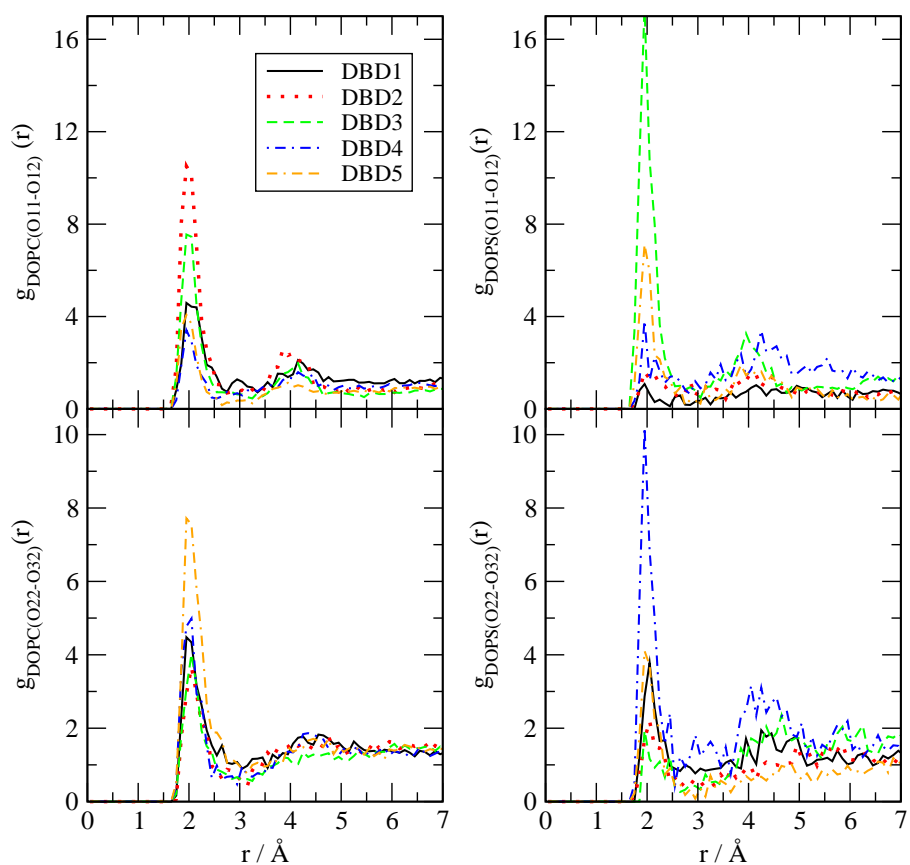 16
12
8
4
0
g_DOPC(O11-O12)(r)
DBD1
DBD2
DBD3
DBD4
DBD5
16
12
8
4
0
g_DOPS(O11-O12)(r)
10
8
6
4
2
0
g_DOPC(O22-O32)(r)
0 1 2 3 4 5 6 7
r / Å
10
8
6
4
2
0
g_DOPS(O22-O32)(r)
0 1 2 3 4 5 6 7
r / Å